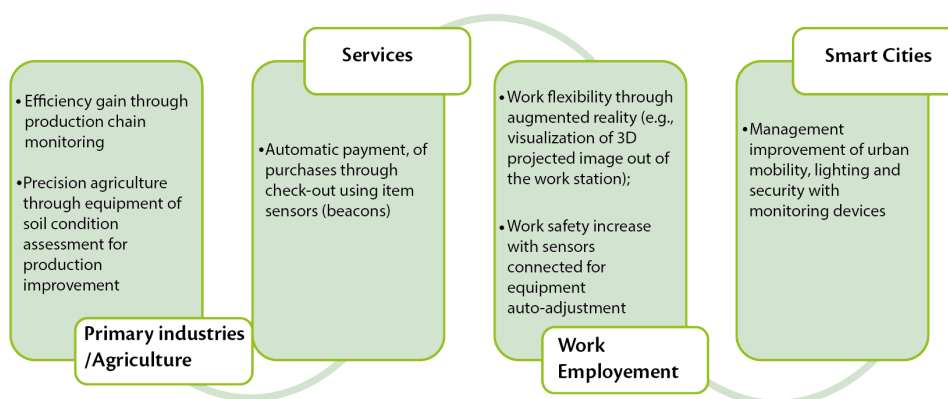 • Efficiency gain through
production chain
monitoring
• Precision agriculture
through equipment of
soil condition
assessment for
production
improvement
Primary industries
/Agriculture
Services
•Automatic payment, of
purchases through
check-out using item
sensors (beacons)
•Work flexibility through
augmented reality (e.g.,
visualization of 3D
projected image out of
the work station);
•Work safety increase
with sensors
connected for
equipment
auto-adjustment
Work
Employement
Smart Cities
•Management
improvement of urban
mobility, lighting and
security with
monitoring devices